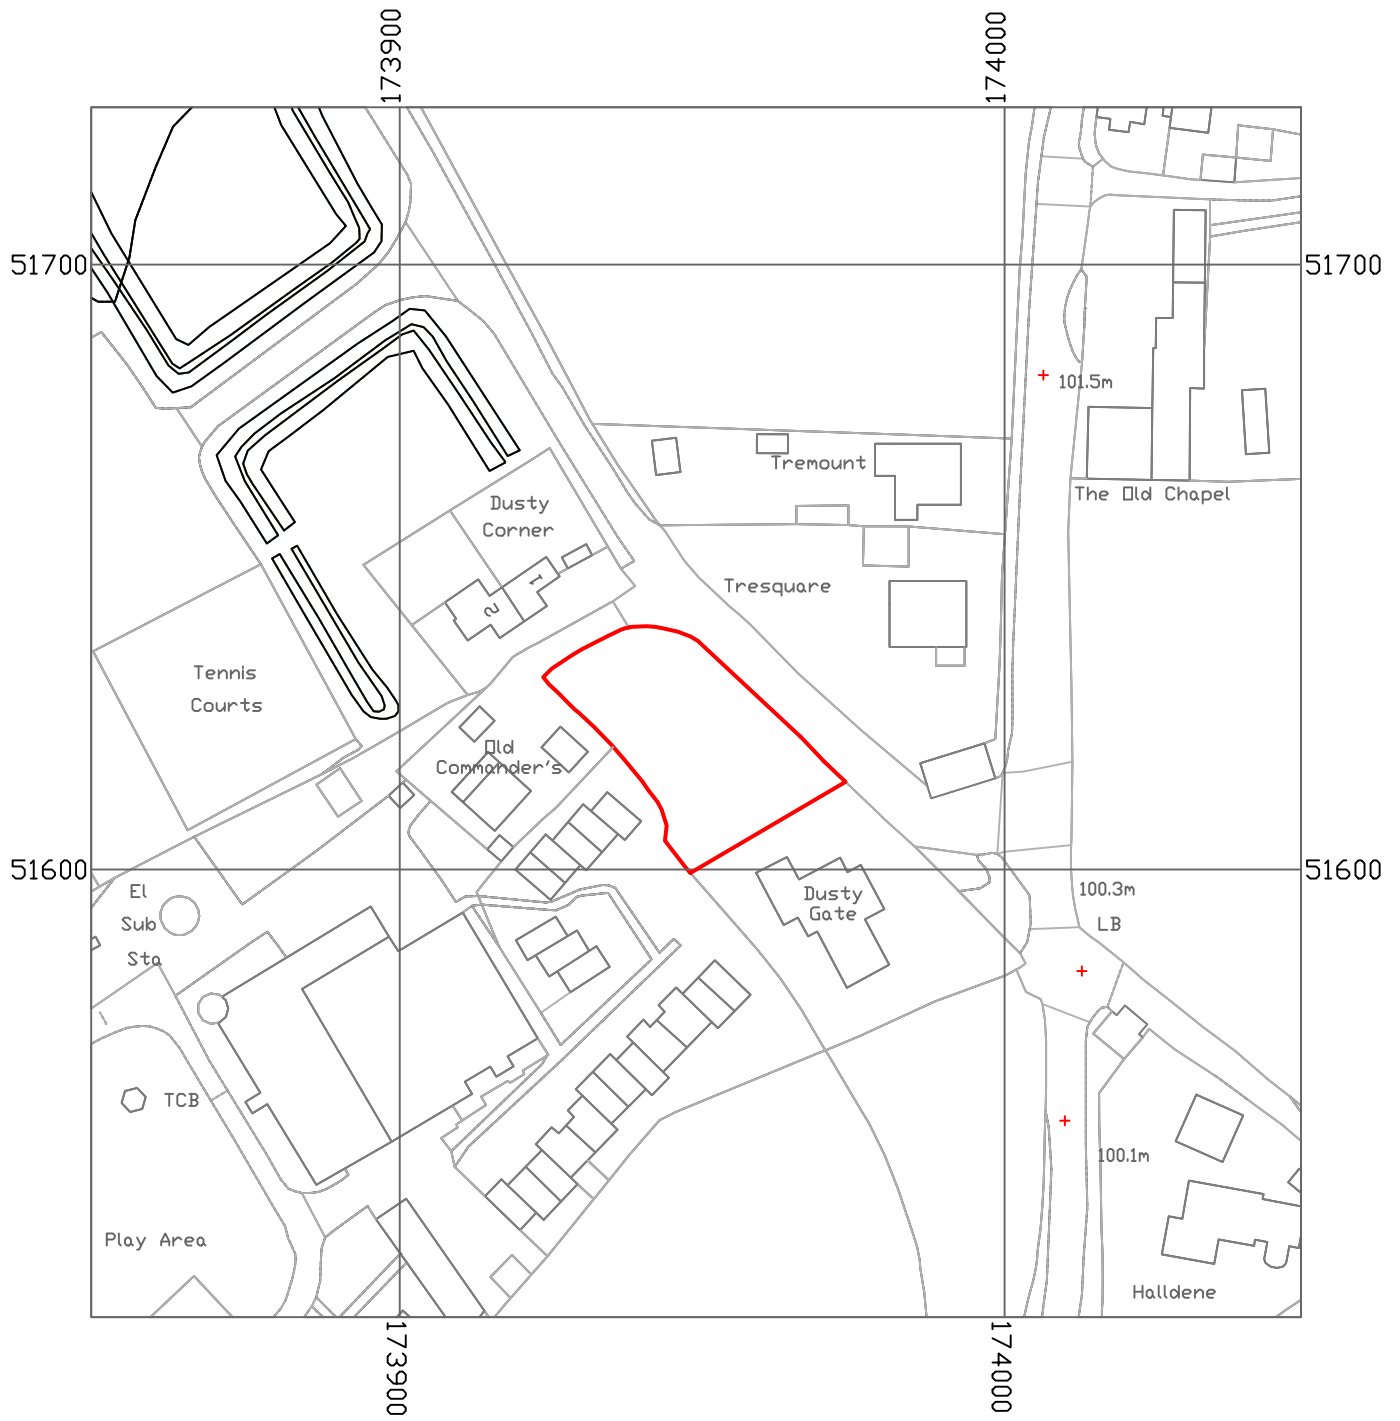 173900
174000
51700
51700
101.5m
Tremount
The Old Chapel
Dusty
Corner
1
2
Tresquare
Tennis
Courts
Old
Commander's
51600
51600
El
Sub
Sta
Dusty
Gate
100.3m
LB
TCB
100.1m
Play Area
Halldene
173900
174000